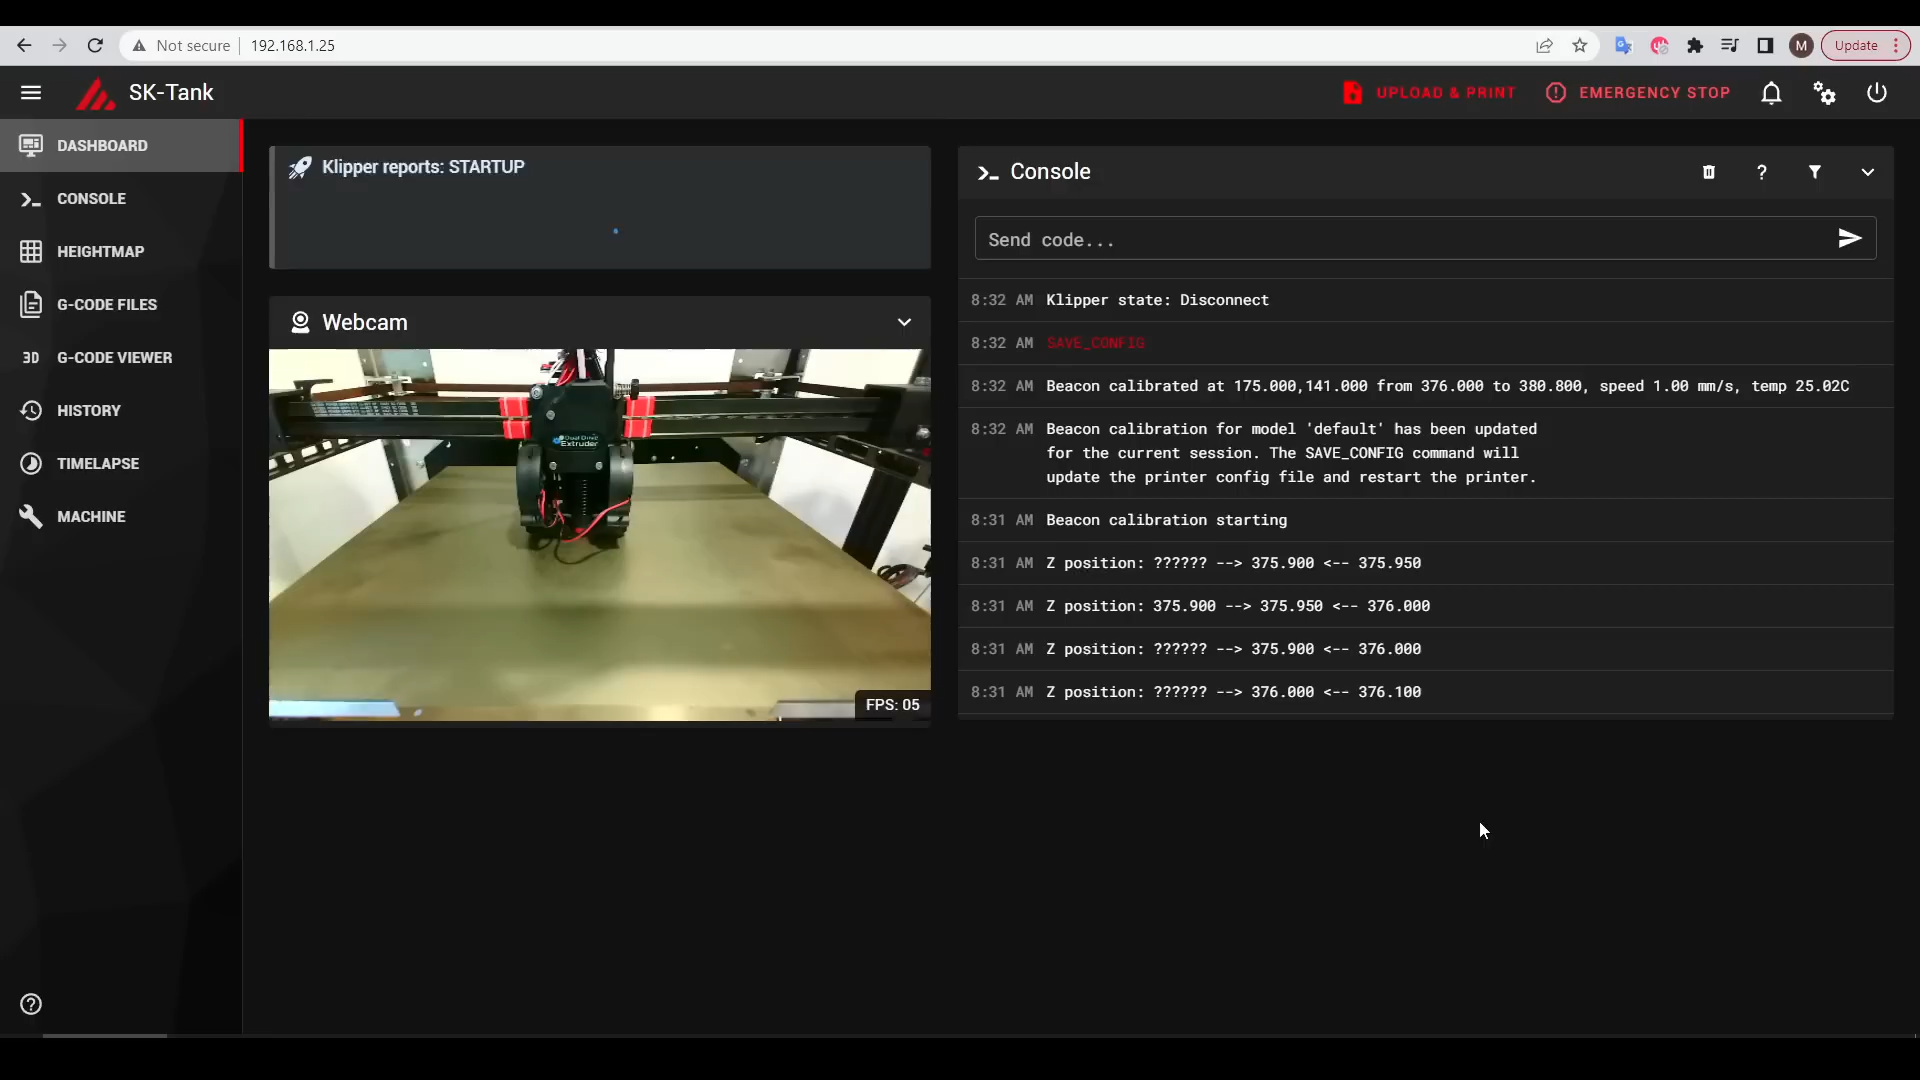 Not secure
192.168.1.25
M
Update
SK-Tank
UPLOAD & PRINT
EMERGENCY STOP
DASHBOARD
CONSOLE
HEIGHTMAP
G-CODE FILES
3D G-CODE VIEWER
HISTORY
TIMELAPSE
MACHINE
Klipper reports: STARTUP
Webcam
Dual Drive
Extruder
FPS: 05
Console
Send code...
8:32 AM Klipper state: Disconnect
8:32 AM SAVE_CONFIG
8:32 AM Beacon calibrated at 175.000,141.000 from 376.000 to 380.800, speed 1.00 mm/s, temp 25.02C
8:32 AM Beacon calibration for model 'default' has been updated
for the current session. The SAVE_CONFIG command will
update the printer config file and restart the printer.
8:31 AM Beacon calibration starting
8:31 AM Z position: ?????? --> 375.900 <-- 375.950
8:31 AM Z position: 375.900 --> 375.950 <-- 376.000
8:31 AM Z position: ?????? --> 375.900 <-- 376.000
8:31 AM Z position: ?????? --> 376.000 <-- 376.100